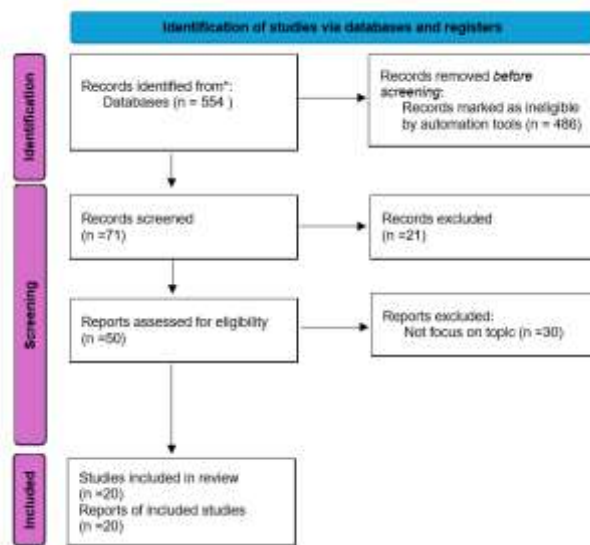 Identification of studies via databases and registers
Identification
Records identified from*:
Databases (n = 554 )
Records removed before
screening:
Records marked as ineligible
by automation tools (n = 486)
Screening
Records screened
(n =71)
Records excluded
(n =21)
Reports assessed for eligibility
(n =50)
Reports excluded:
Not focus on topic (n =30)
Included
Studies included in review
(n =20)
Reports of included studies
(n =20)